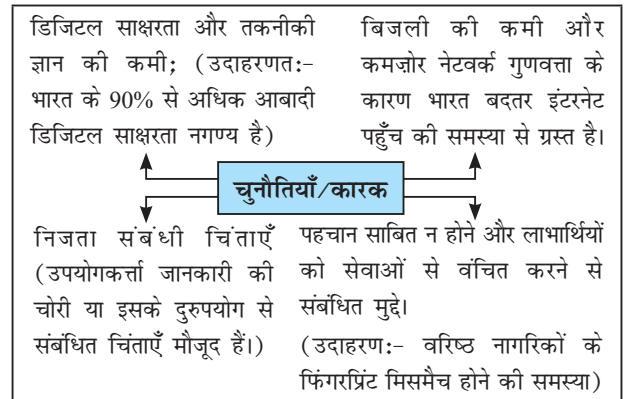 डिजिटल साक्षरता और तकनीकी
ज्ञान की कमी; (उदाहरणत:-
भारत के 90% से अधिक आबादी
डिजिटल साक्षरता नगण्य है)
बिजली की कमी और
कमज़ोर नेटवर्क गुणवत्ता के
कारण भारत बदतर इंटरनेट
पहुँच की समस्या से ग्रस्त है।
चुनौतियाँ/कारक
निजता संबंधी चिंताएँ
(उपयोगकर्त्ता जानकारी की
चोरी या इसके दुरुपयोग से
संबंधित चिंताएँ मौजूद हैं।)
पहचान साबित न होने और लाभार्थियों
को सेवाओं से वंचित करने से
संबंधित मुद्दे।
(उदाहरण:- वरिष्ठ नागरिकों के
फिंगरप्रिंट मिसमैच होने की समस्या)